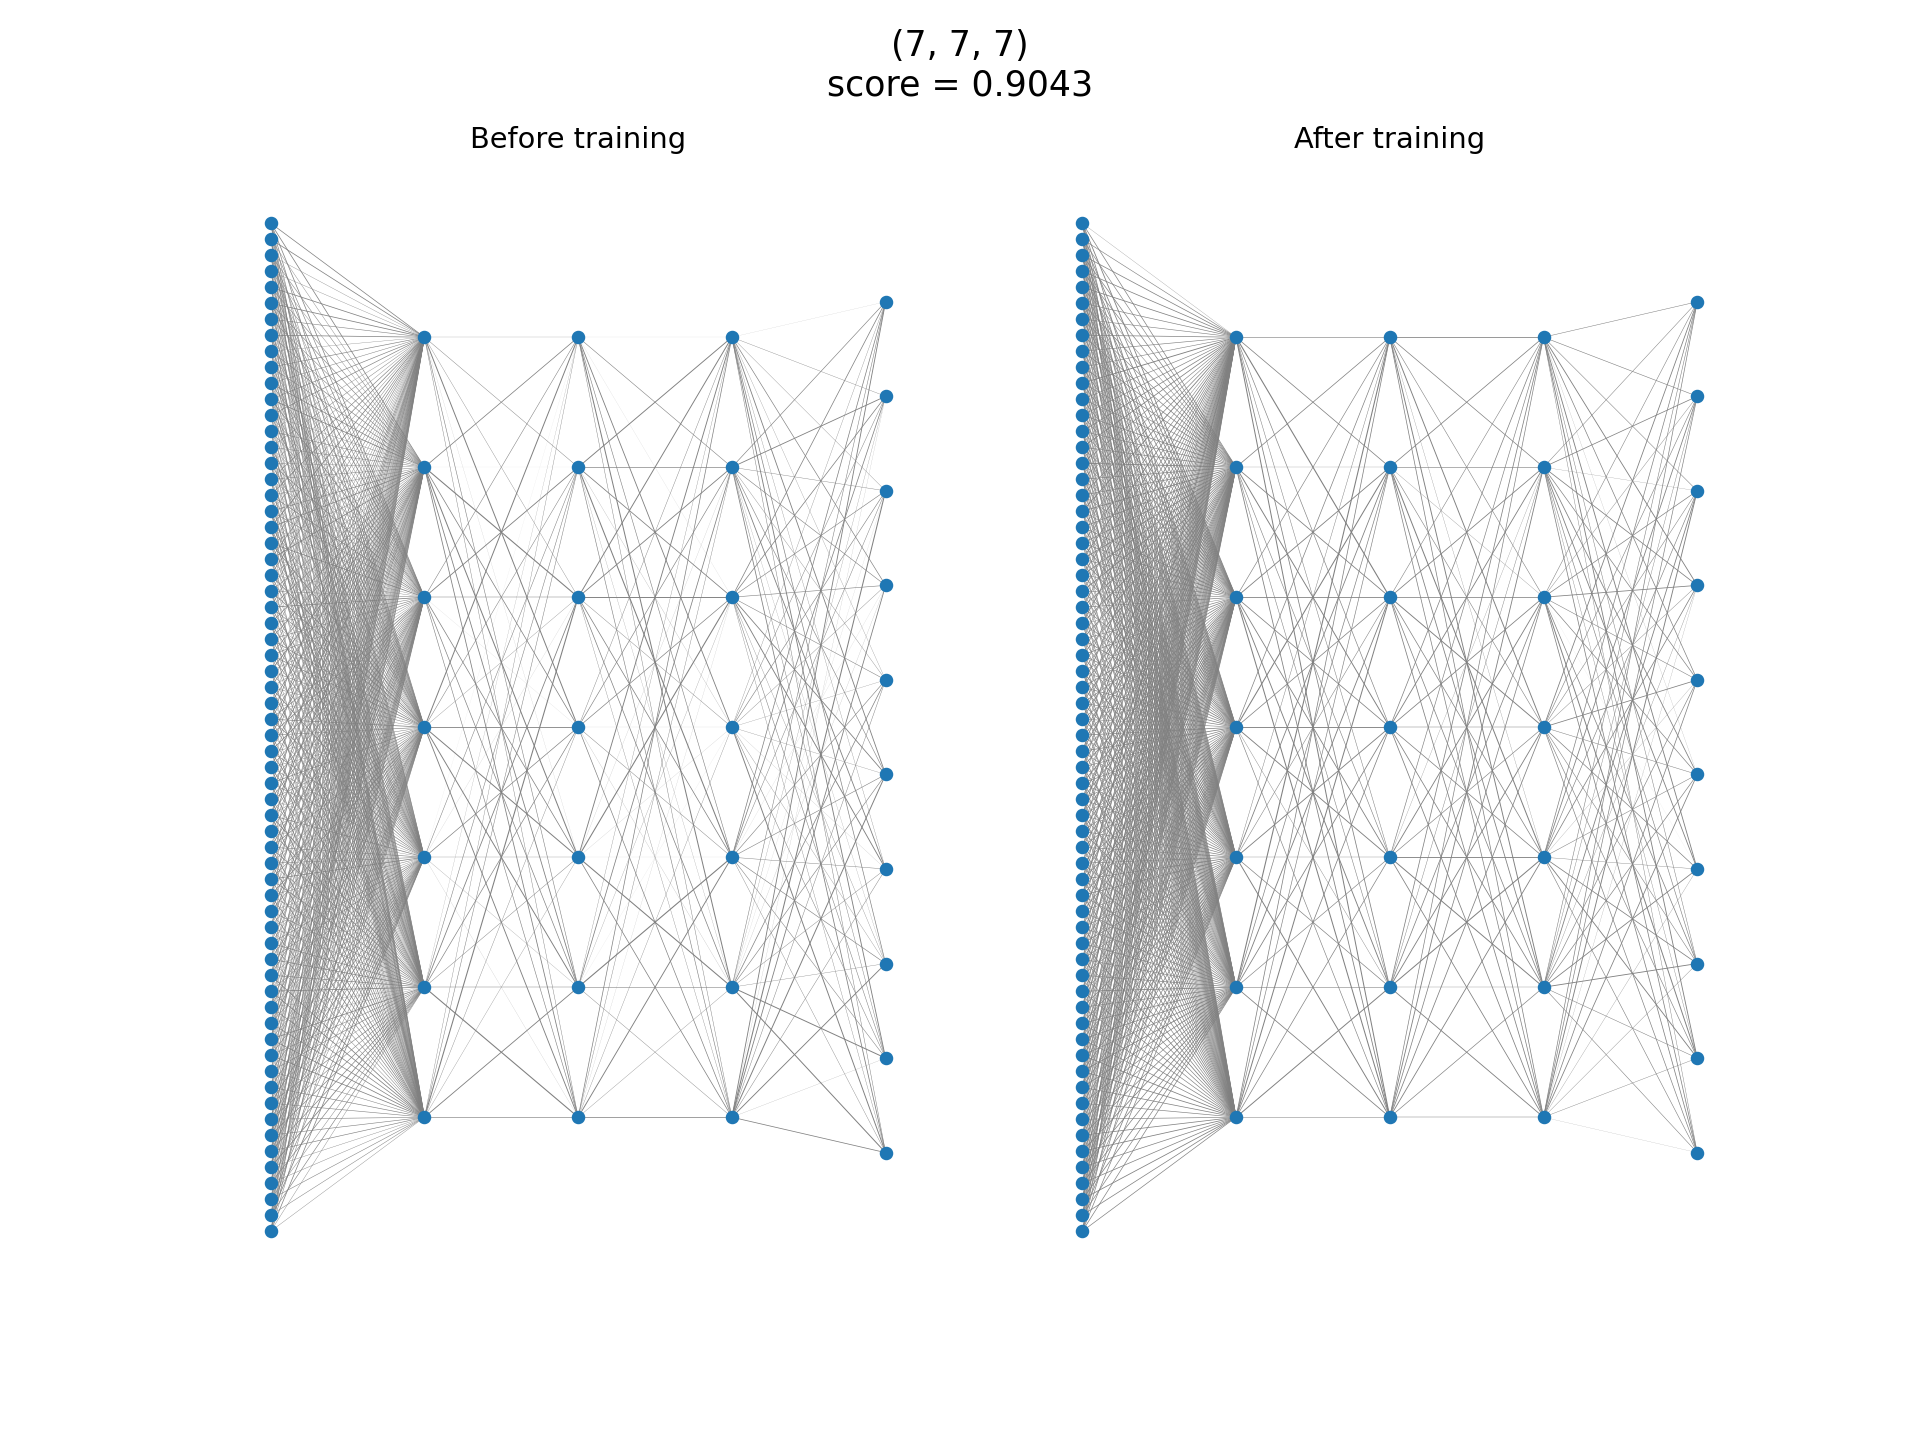 (7, 7, 7)
score = 0.9043
Before training
After training